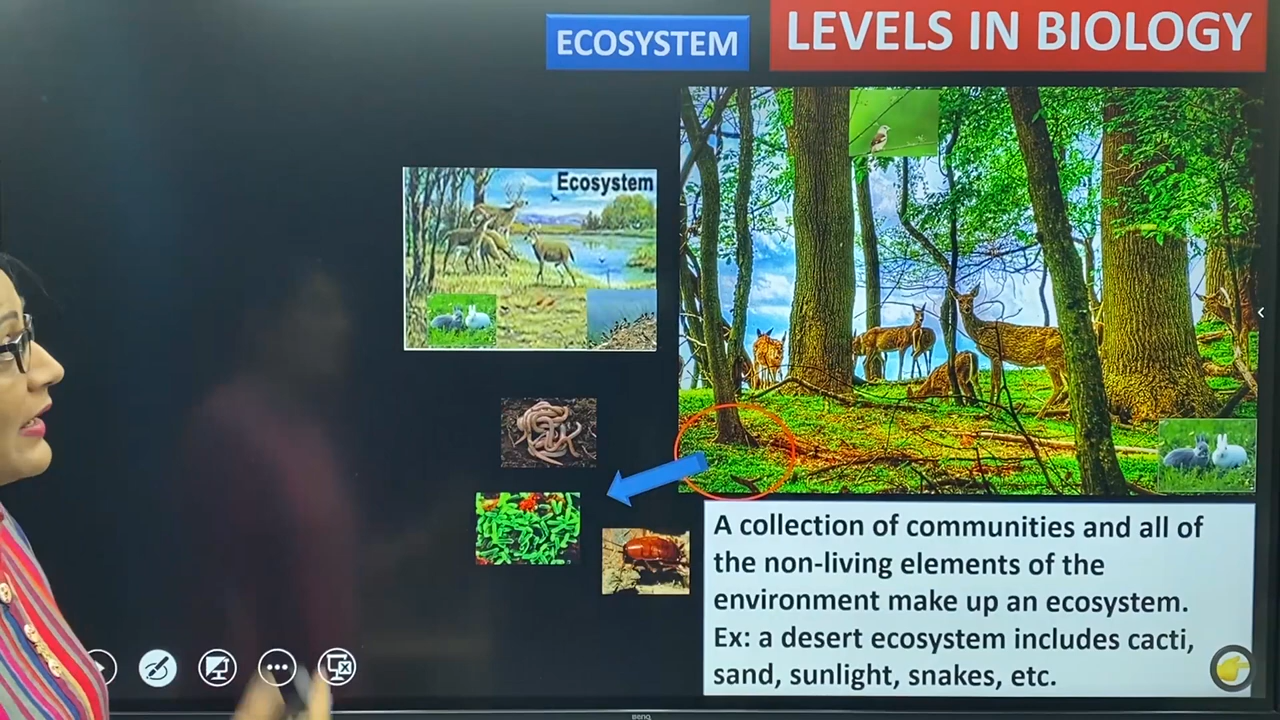 ECOSYSTEM
LEVELS IN BIOLOGY
Ecosystem
A collection of communities and all of
the non-living elements of the
environment make up an ecosystem.
Ex: a desert ecosystem includes cacti,
sand, sunlight, snakes, etc.
BenQ